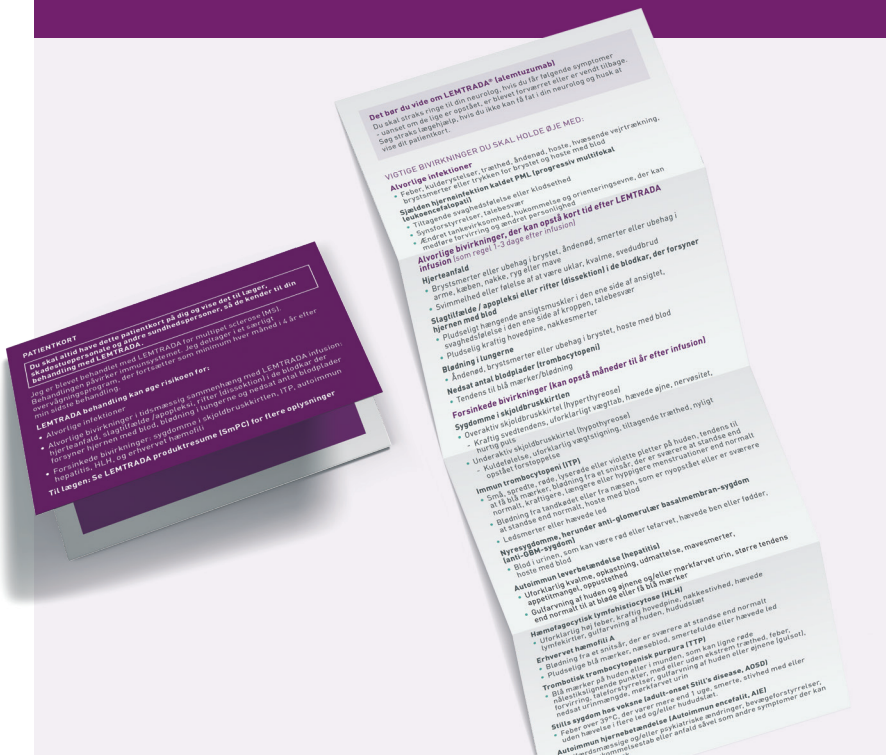 PATIENTKORT
Du skal altid have dette patientkort på dig og vise det til læger,
skadestuepersonale og andre sundhedspersoner, så de kender til din
behandling med LEMTRADA.
Jeg er blevet behandlet med LEMTRADA for multipel sclerose (MS).
Behandlingen påvirker immunsystemet. Jeg deltager i et særligt
overvågningsprogram, der fortsætter som minimum hver måned i 4 år efter
min sidste behandling.
LEMTRADA behandling kan øge risikoen for:
• Alvorlige infektioner
• Alvorlige bivirkninger i tidsmæssig sammenhæng med LEMTRADA infusion:
hjerteanfald, slagtilfælde /apopleksi, rifter (dissektion) i de blodkar der
forsyner hjernen med blod, blødning i lungerne og nedsat antal blodplader
• Forsinkede bivirkninger: sygdomme i skjoldbruskkirtlen, ITP, autoimmun
hepatitis, HLH, og erhvervet hæmofili
Til lægen: Se LEMTRADA produktresume (SmPC) for flere oplysninger
Det bør du vide om LEMTRADA® (alemtuzumab)
Du skal straks ringe til din neurolog, hvis du får følgende symptomer
- uanset om de lige er opstået, er blevet forværret eller er vendt tilbage.
Søg straks lægehjælp, hvis du ikke kan få fat i din neurolog og husk at
vise dit patientkort.
VIGTIGE BIVIRKNINGER DU SKAL HOLDE ØJE MED:
Alvorlige infektioner
• Feber, kulderystelser, træthed, åndenød, hoste, hvæsende vejrtrækning,
brystsmerter eller trykken for brystet og hoste med blod
Sjælden hjerneinfektion kaldet PML (progressiv multifokal
leukoencefalopati)
• Tiltagende svaghedsfølelse eller klodsethed
• Synsforstyrrelser, talebesvær
• Ændret tankevirksomhed, hukommelse og orienteringsevne, der kan
medføre forvirring og ændret personlighed
Alvorlige bivirkninger, der kan opstå kort tid efter LEMTRADA
infusion (som regel 1-3 dage efter infusion)
Hjerteanfald
• Brystsmerter eller ubehag i brystet, åndenød, smerter eller ubehag i
arme, kæben, nakke, ryg eller mave
• Svimmelhed eller følelse af at være uklar, kvalme, svedudbrud
Slagtilfælde / apopleksi eller rifter (dissektion) i de blodkar, der forsyner
hjernen med blod
• Pludseligt hængende ansigtsmuskler i den ene side af ansigtet,
svaghedsfølelse i den ene side af kroppen, talebesvær
• Pludselig kraftig hovedpine, nakkesmerter
Blødning i lungerne
• Åndenød, brystsmerter eller ubehag i brystet, hoste med blod
Nedsat antal blodplader (trombocytopeni)
• Tendens til blå mærker/blødning
Forsinkede bivirkninger (kan opstå måneder til år efter infusion)
Sygdomme i skjoldbruskkirtlen
• Overaktiv skjoldbruskkirtel (hyperthyreose)
- Kraftig svedtendens, uforklarligt vægttab, hævede øjne, nervøsitet,
hurtig puls
• Underaktiv skjoldbruskkirtel (hypothyreose)
- Kuldefølelse, uforklarlig vægtstigning, tiltagende træthed, nyligt
opstået forstoppelse
Immun trombocytopeni (ITP)
• Små, spredte, røde, lyserøde eller violette pletter på huden, tendens til
at få blå mærker, blødning fra et snitsår, der er sværere at standse end
normalt, kraftigere, længere eller hyppigere menstruationer end normalt
• Blødning fra tandkødet eller fra næsen, som er nyopstået eller er sværere
at standse end normalt, hoste med blod
• Ledsmerter eller hævede led
Nyresygdomme, herunder anti-glomerulær basalmembran-sygdom
(anti-GBM-sygdom)
• Blod i urinen, som kan være rød eller tefarvet, hævede ben eller fødder,
hoste med blod
Autoimmun leverbetændelse (hepatitis)
• Uforklarlig kvalme, opkastning, udmattelse, mavesmerter,
appetitmangel, oppustethed
• Gulfarvning af huden og øjnene og/eller mørkfarvet urin, større tendens
end normalt til at bløde eller få blå mærker
Hæmofagocytisk lymfohistiocytose (HLH)
• Uforklarlig høj feber, kraftig hovedpine, nakkestivhed, hævede
lymfekirtler, gulfarvning af huden, hududslæt
Erhvervet hæmofili A
• Blødning fra et snitsår, der er sværere at standse end normalt
• Pludselige blå mærker, næseblod, smertefulde eller hævede led
Trombotisk trombocytopenisk purpura (TTP)
• Blå mærker på huden eller i munden, som kan ligne røde
nålestikslignende punkter, med eller uden ekstrem træthed, feber,
forvirring, taleforstyrrelser, gulfarvning af huden eller øjnene (gulsot),
nedsat urinmængde, mørkfarvet urin
Stills sygdom hos voksne (adult-onset Still's disease, AOSD)
• Feber over 39°C, der varer mere end 1 uge, smerte, stivhed med eller
uden hævelse i flere led og/eller hududslæt.
Autoimmun hjernebetændelse (Autoimmun encefalit, AIE)
og/eller psykiatriske ændringer, bevægeforstyrrelser,
eller anfald såvel som andre symptomer der kan